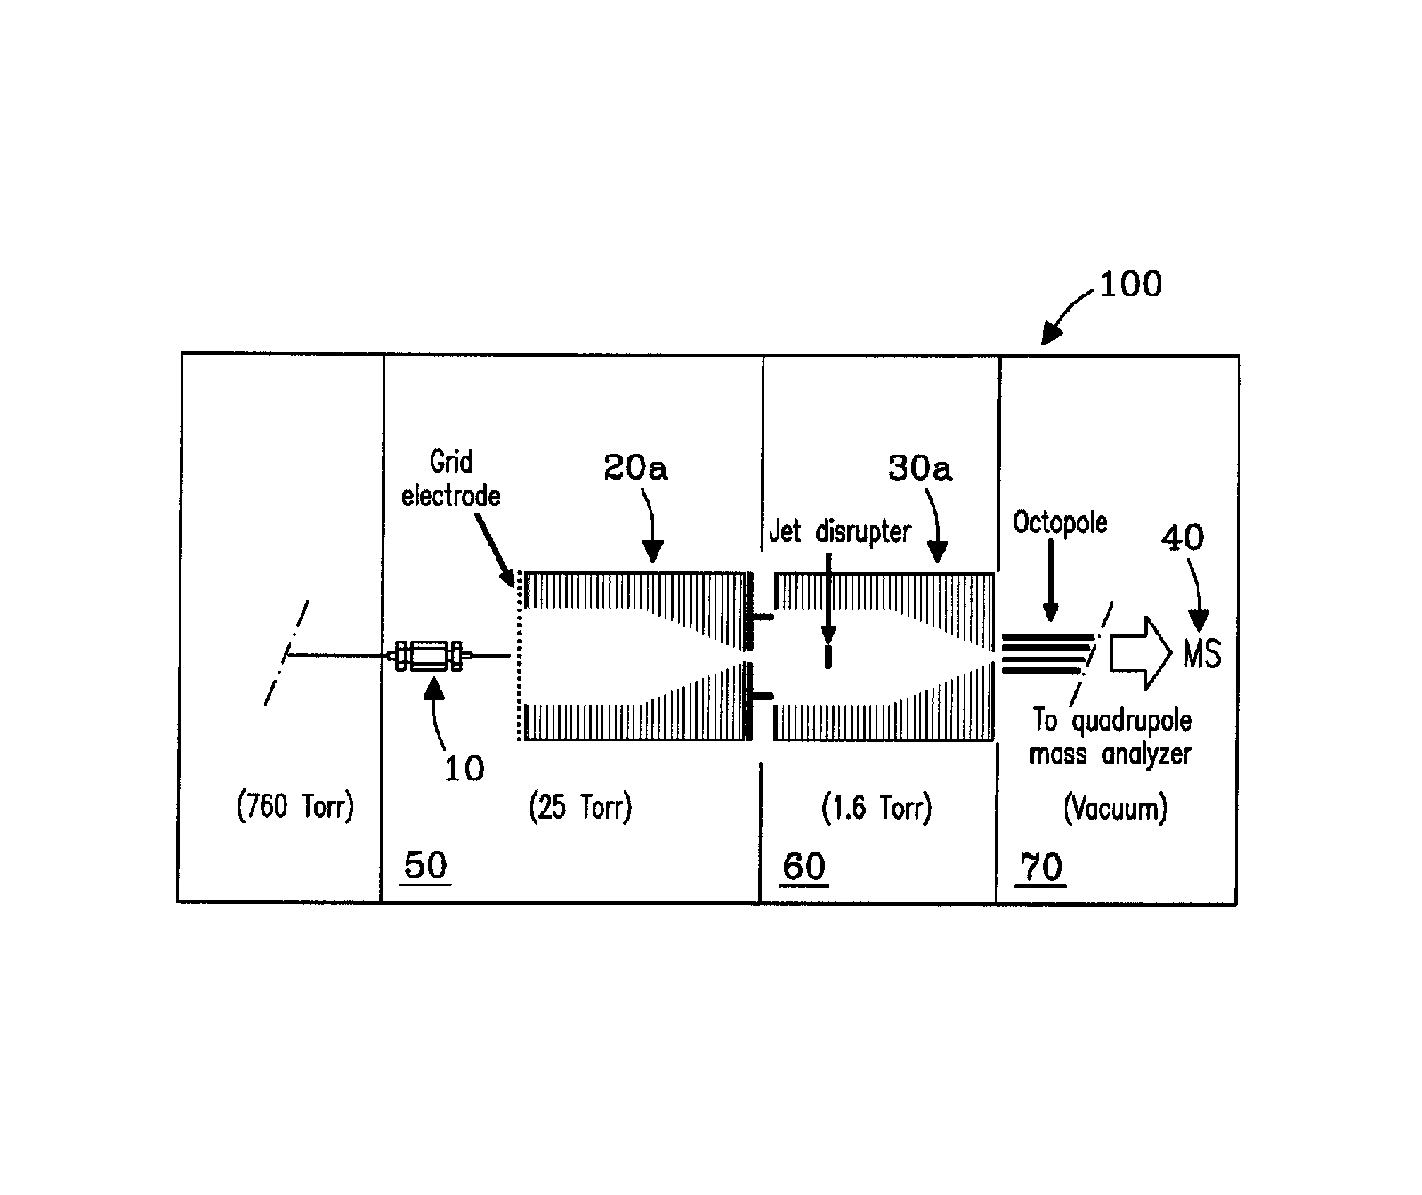 100
Grid
electrode
20a
30a
Jet disrupter
Octopole
40
MS
10
To quadrupole
mass analyzer
(760 Torr)
(25 Torr)
(1.6 Torr)
(Vacuum)
50
60
70